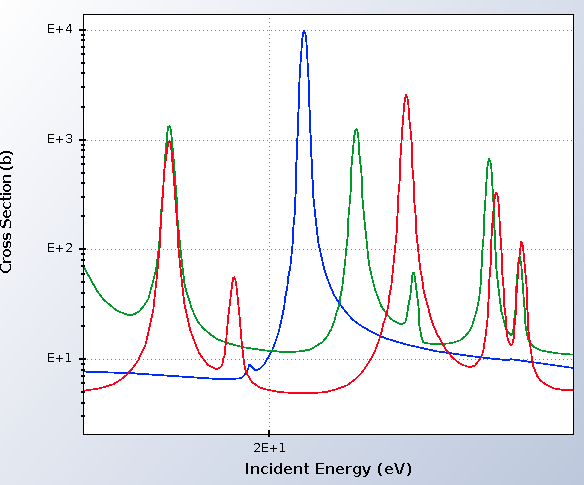 E+4
E+3
E+2
E+1
Cross Section (b)
2E+1
Incident Energy (eV)